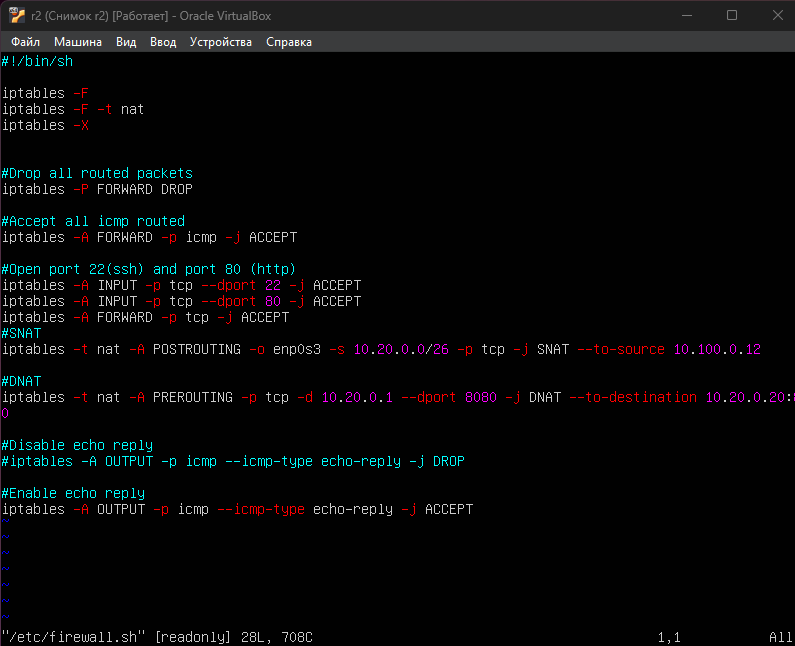 r2 (Снимок r2) [Работает] - Oracle VirtualBox
Файл Машина Вид Ввод Устройства Справка
#!/bin/sh
iptables -F
iptables -F -t nat
iptables -X
#Drop all routed packets
iptables -P FORWARD DROP
#Accept all icmp routed
iptables -A FORWARD -p icmp -j ACCEPT
#Open port 22(ssh) and port 80 (http)
iptables -A INPUT -p tcp --dport 22 -j ACCEPT
iptables -A INPUT -p tcp --dport 80 -j ACCEPT
iptables -A FORWARD -p tcp -j ACCEPT
#SNAT
iptables -t nat -A POSTROUTING -o enp0s3 -s 10.20.0.0/26 -p tcp -j SNAT --to-source 10.100.0.12
#DNAT
iptables -t nat -A PREROUTING -p tcp -d 10.20.0.1 --dport 8080 -j DNAT --to-destination 10.20.0.20:8
0
#Disable echo reply
#iptables -A OUTPUT -p icmp --icmp-type echo-reply -j DROP
#Enable echo reply
iptables -A OUTPUT -p icmp --icmp-type echo-reply -j ACCEPT
~
~
~
~
~
~
~
"/etc/firewall.sh" [readonly] 28L, 708C 1,1 All